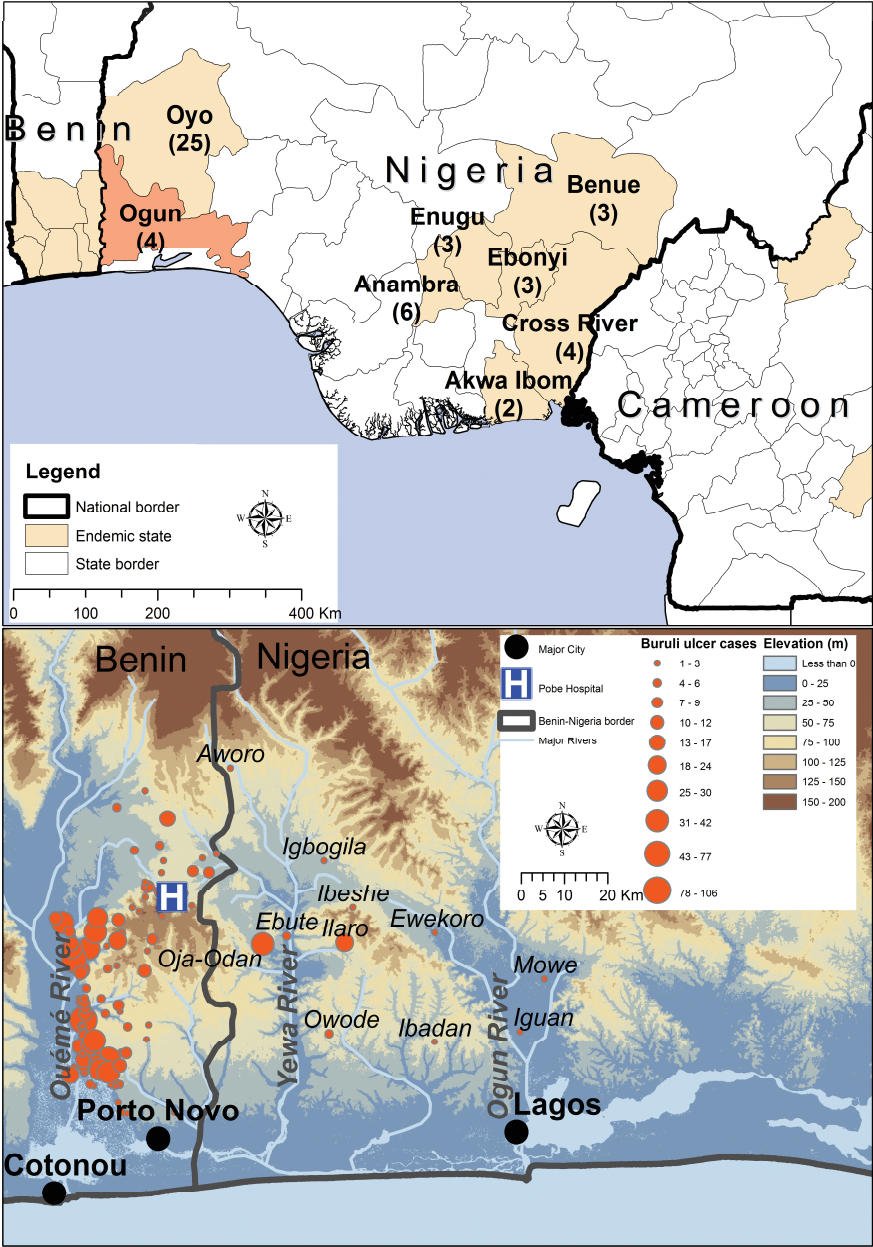 Benin
Oyo
(25)
Nigeria
Benue
(3)
Ogun
(4)
Enugu
(3)
Ebonyi
(3)
Anambra
(6)
Cross River
(4)
Akwa Ibom
(2)
Cameroon
Legend
National border
Endemic state
State border
N
W E
S
0 100 200 400 Km
Benin
Nigeria
Major City
H
Pobe Hospital
Benin-Nigeria border
Major Rivers
N
W E
S
0 5 10 20 Km
Buruli ulcer cases
1 - 3
4 - 6
7 - 9
10 - 12
13 - 17
18 - 24
25 - 30
31 - 42
43 - 77
78 - 106
Elevation (m)
Less than 0
0 - 25
25 - 50
50 - 75
75 - 100
100 - 125
125 - 150
150 - 200
Aworo
Igbogila
H
Ibeshe
Ebute
Ilaro
Ewekoro
Oja-Odan
Mowe
Ouémé River
Yewa River
Ogun River
Owode
Ibadan
Iguan
Porto Novo
Lagos
Cotonou